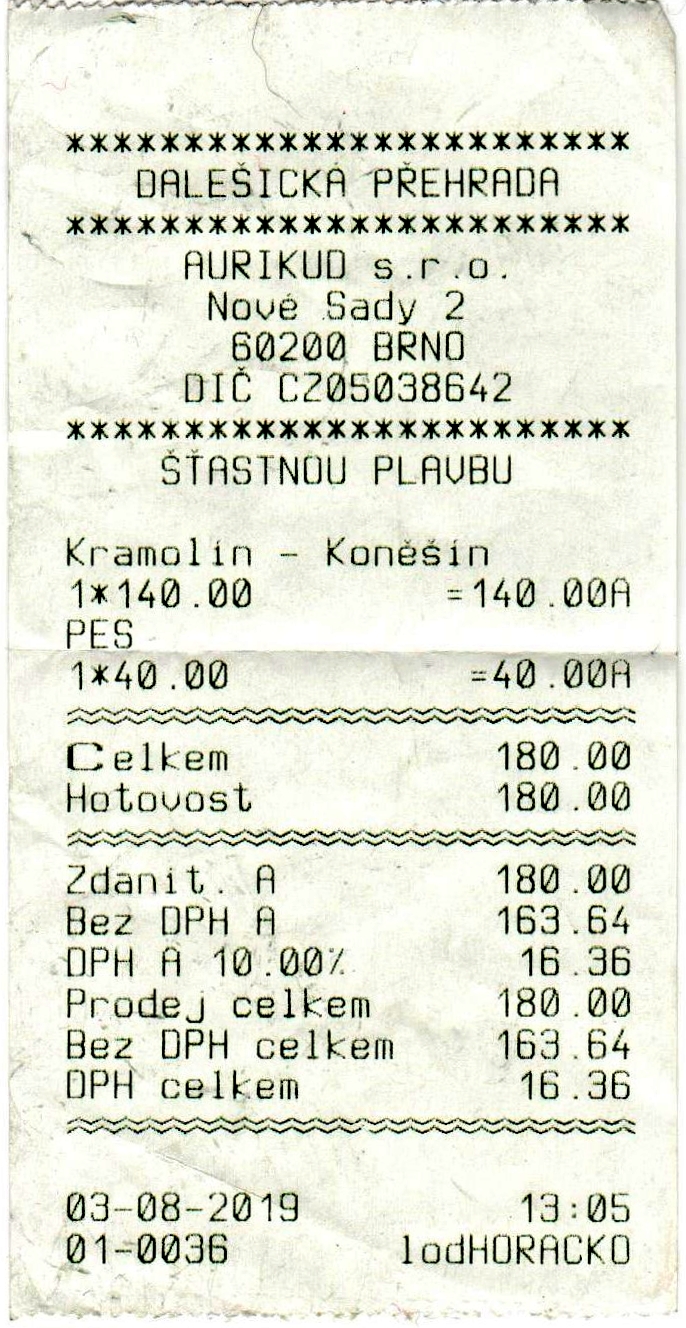 ************************
DALEŠICKÁ PŘEHRADA
************************
AURIKUD s.r.o.
Nové Sady 2
60200 BRNO
DIČ CZ05038642
************************
ŠŤASTNOU PLAVBU
Kramolín - Koněšín
1*140.00 =140.00A
PES
1*40.00 =40.00A
Celkem 180.00
Hotovost 180.00
Zdanit. A 180.00
Bez DPH A 163.64
DPH A 10.00% 16.36
Prodej celkem 180.00
Bez DPH celkem 163.64
DPH celkem 16.36
03-08-2019 13:05
01-0036 lodHORACKO